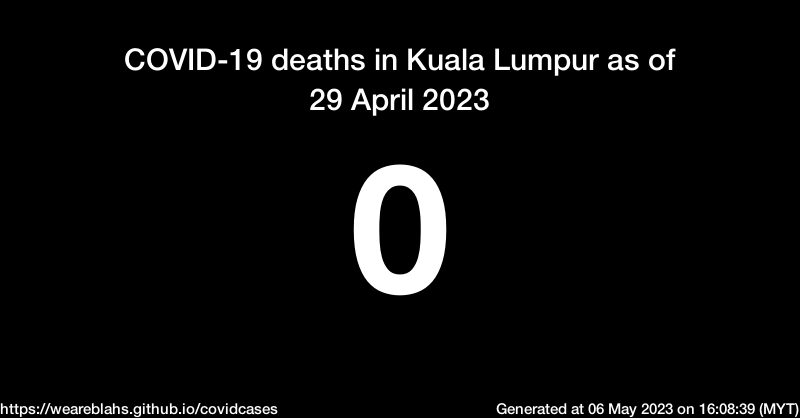 COVID-19 deaths in Kuala Lumpur as of
29 April 2023
0
https://weareblahs.github.io/covidcases
Generated at 06 May 2023 on 16:08:39 (MYT)